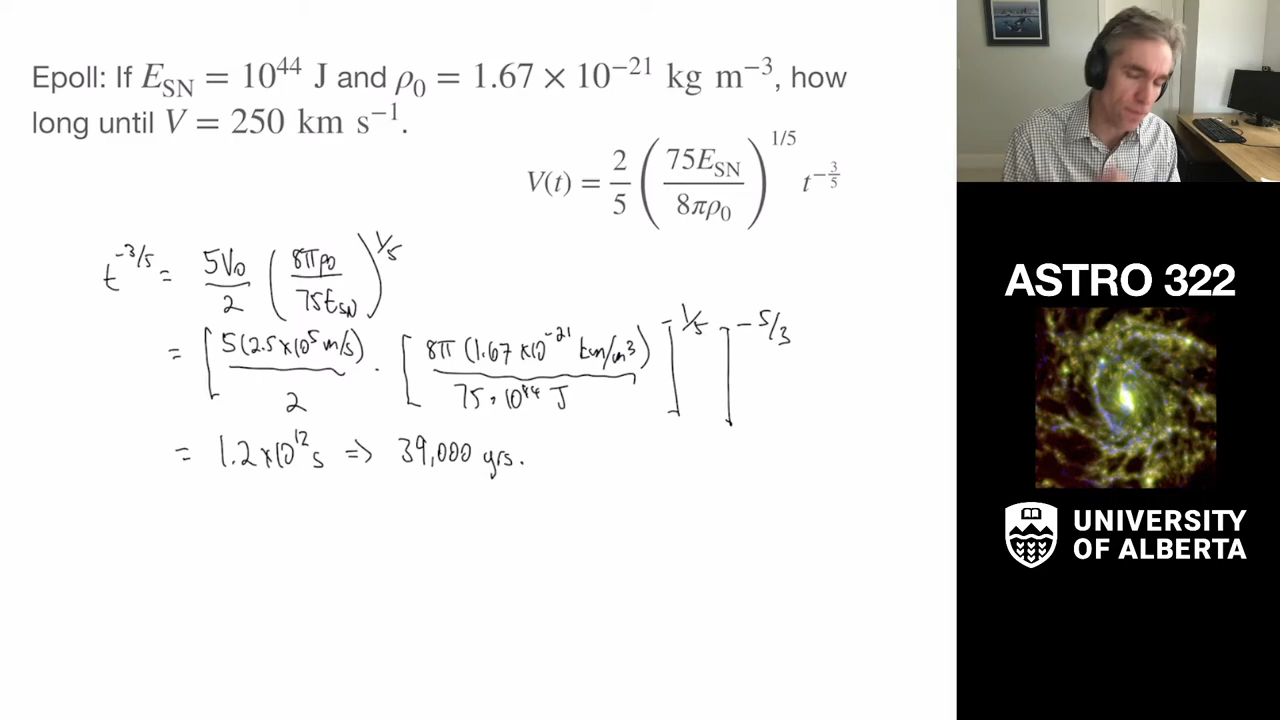 Epoll: If E_SN = 10^44 J and ρ_0 = 1.67 × 10^−21 kg m^−3, how
long until V = 250 km s^−1.
V(t) = 2/5 (75E_SN / 8πρ_0)^1/5 t^−3/5
t^−3/5 = 5V_0/2 (8πρ_0 / 75E_SN)^1/5
= [5(2.5×10^5 m/s) / 2 · [8π (1.67×10^−21 km/m^3) / 75·10^44 J]^1/5]^−5/3
= 1.2×10^12 s ⇒ 39,000 yrs.
ASTRO 322
UNIVERSITY
OF ALBERTA